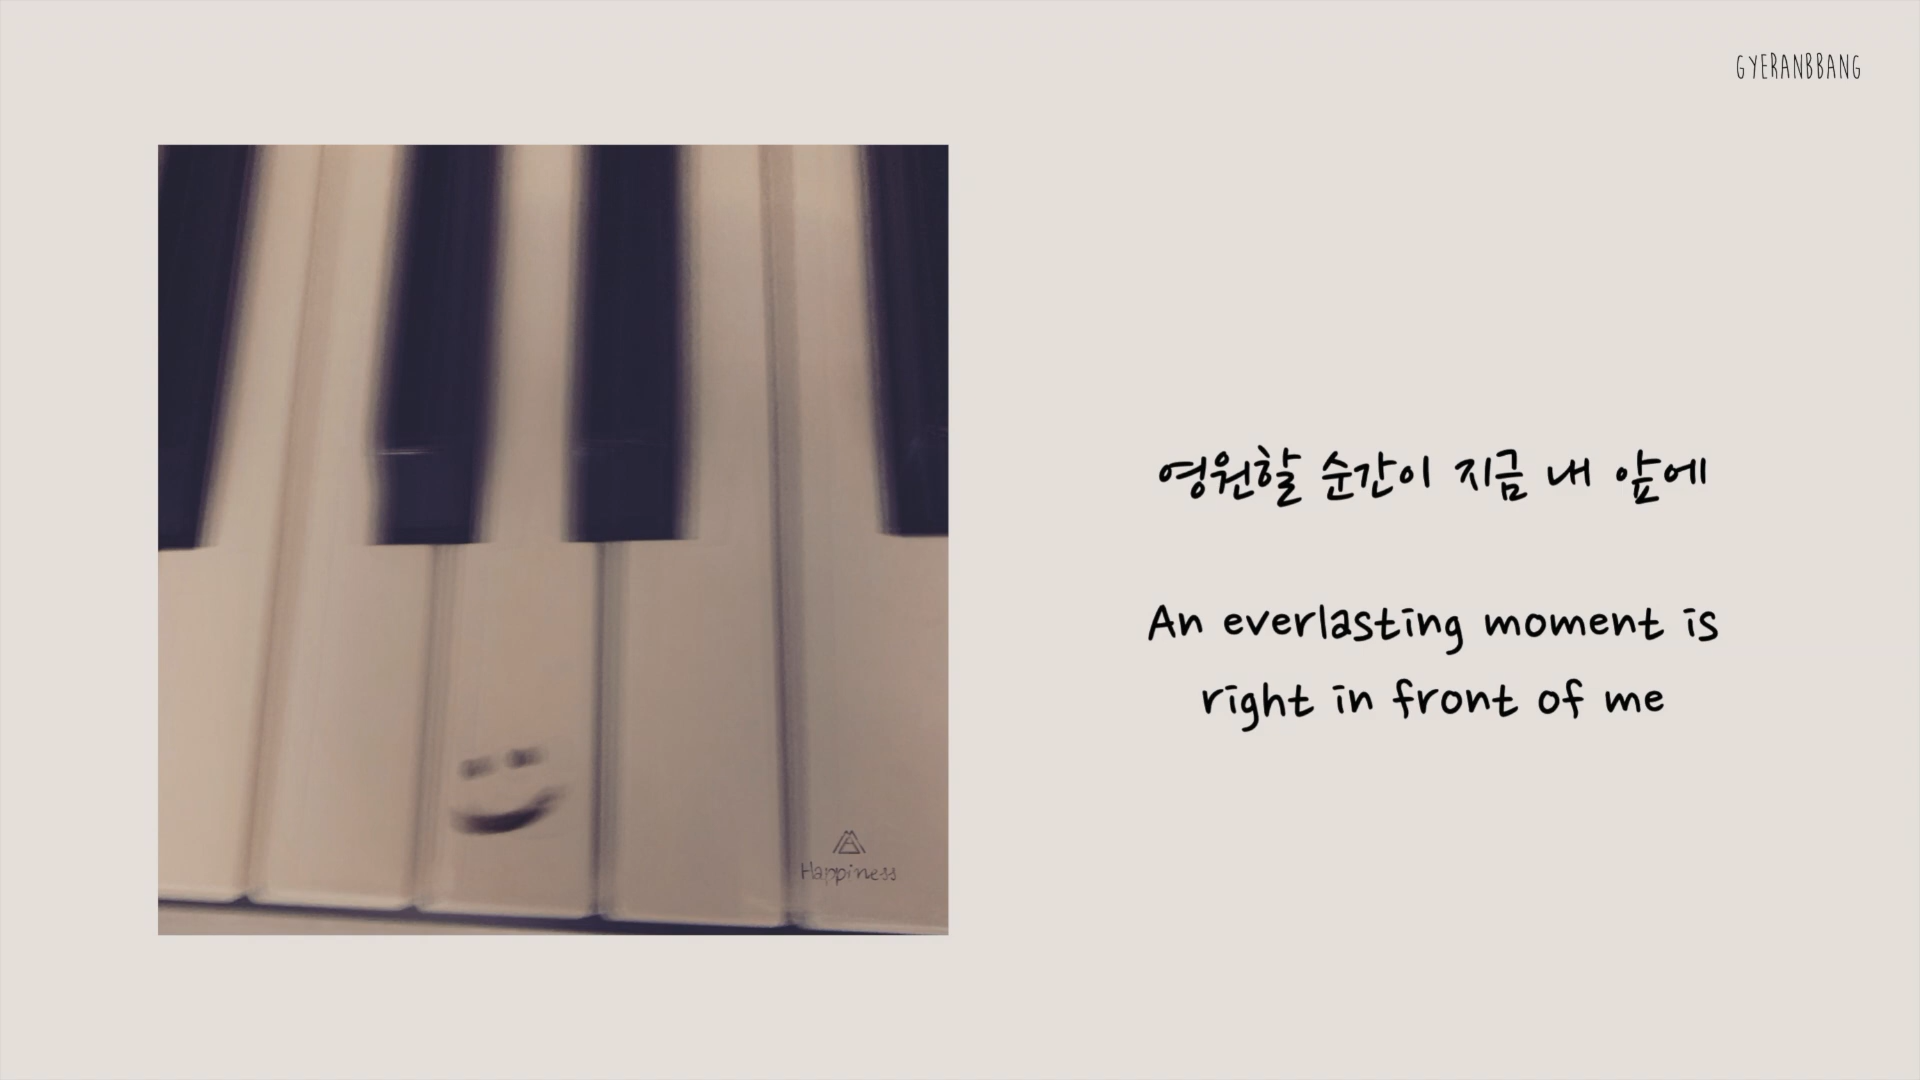 GYERANBBANG
Happiness
영원할 순간이 지금 내 앞에
An everlasting moment is
right in front of me